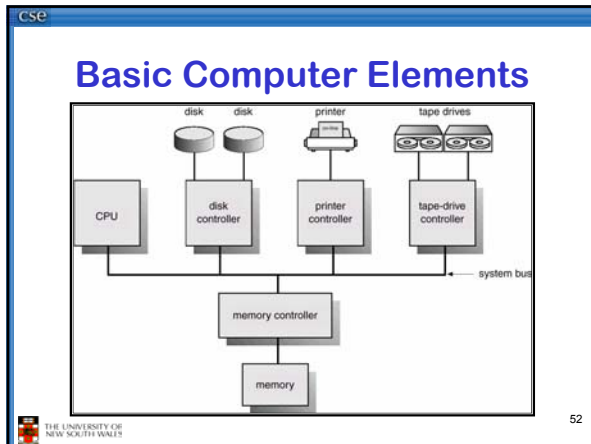 cse
Basic Computer Elements
disk disk printer tape drives
CPU
disk
controller
printer
controller
tape-drive
controller
system bus
memory controller
memory
THE UNIVERSITY OF
NEW SOUTH WALES
52